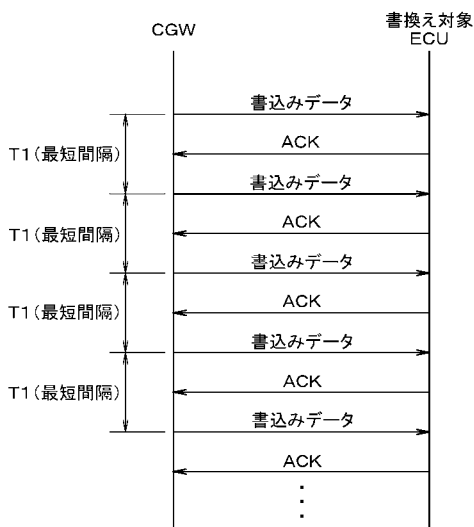 CGW
書換え対象
ECU
書込みデータ
T1(最短間隔)
ACK
書込みデータ
T1(最短間隔)
ACK
書込みデータ
T1(最短間隔)
ACK
書込みデータ
T1(最短間隔)
ACK
書込みデータ
ACK